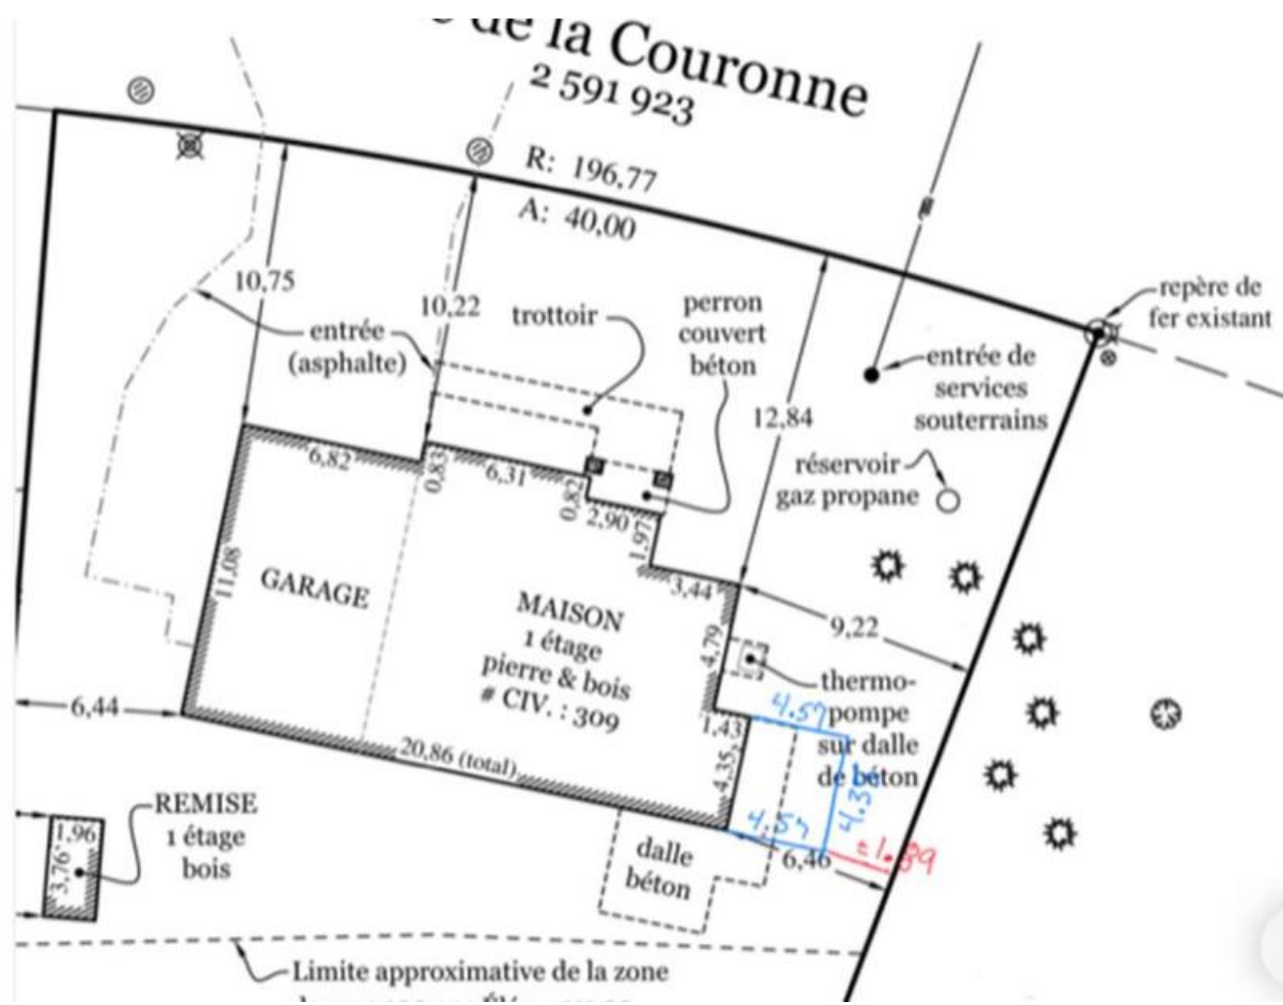 de la Couronne
2 591 923
R: 196,77
A: 40,00
10,75
10,22
entrée
(asphalte)
trottoir
perron
couvert
béton
12,84
repère de
fer existant
entrée de
services
souterrains
réservoir
gaz propane
6,82
0,83
6,31
0,82
2,90
1,97
3,44
11,08
GARAGE
MAISON
1 étage
pierre & bois
# CIV. : 309
4,79
9,22
thermo-
pompe
sur dalle
de béton
6,44
1,43
4.57
4,35
20,86 (total)
4.57
6,46
REMISE
1 étage
bois
1,96
3,76
dalle
béton
Limite approximative de la zone